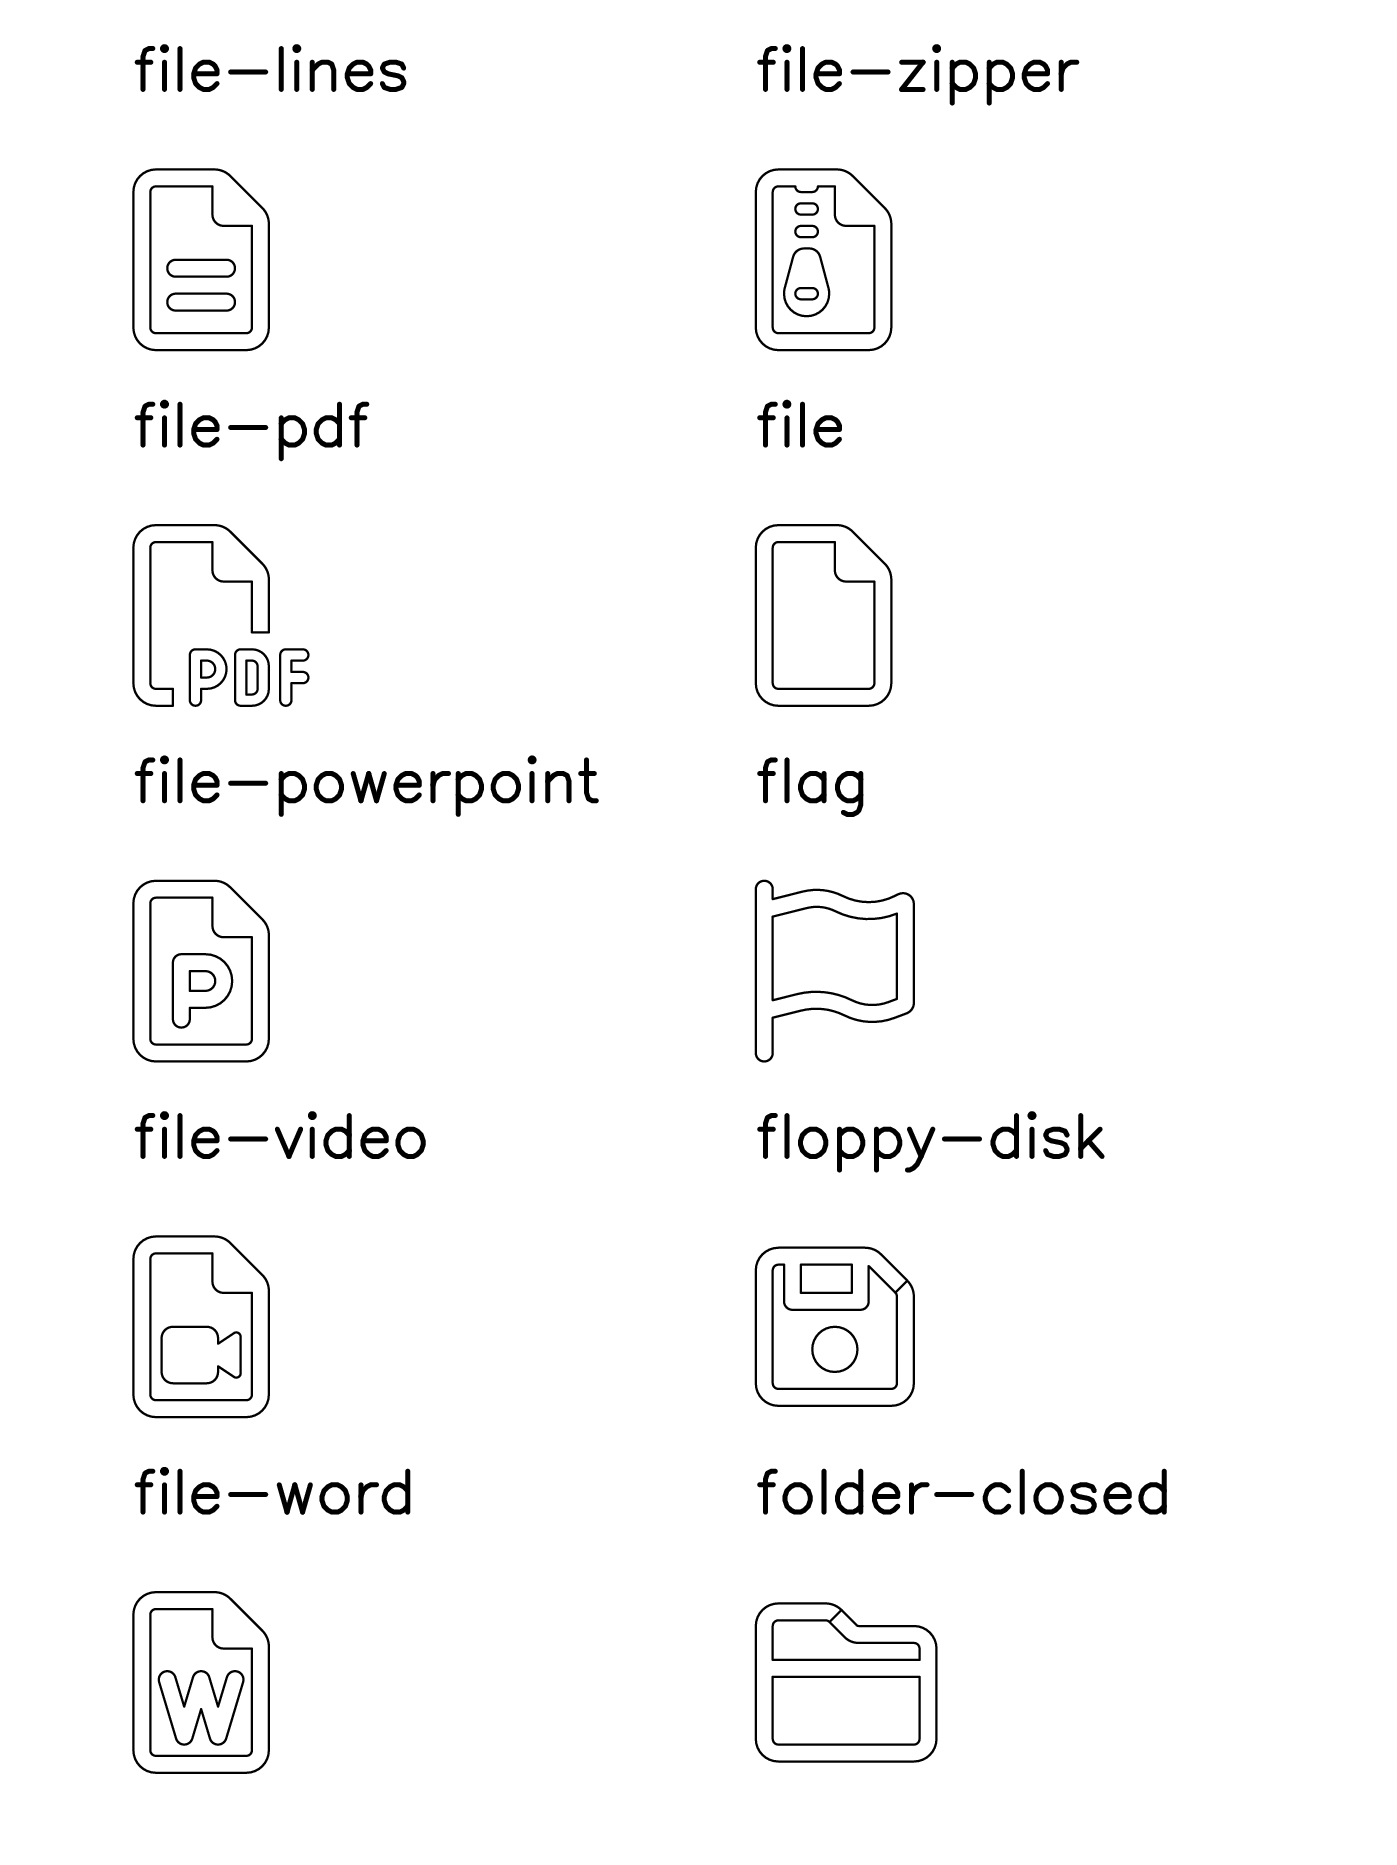 file-lines
file-zipper
file-pdf
file
PDF
file-powerpoint
flag
P
file-video
floppy-disk
file-word
folder-closed
W